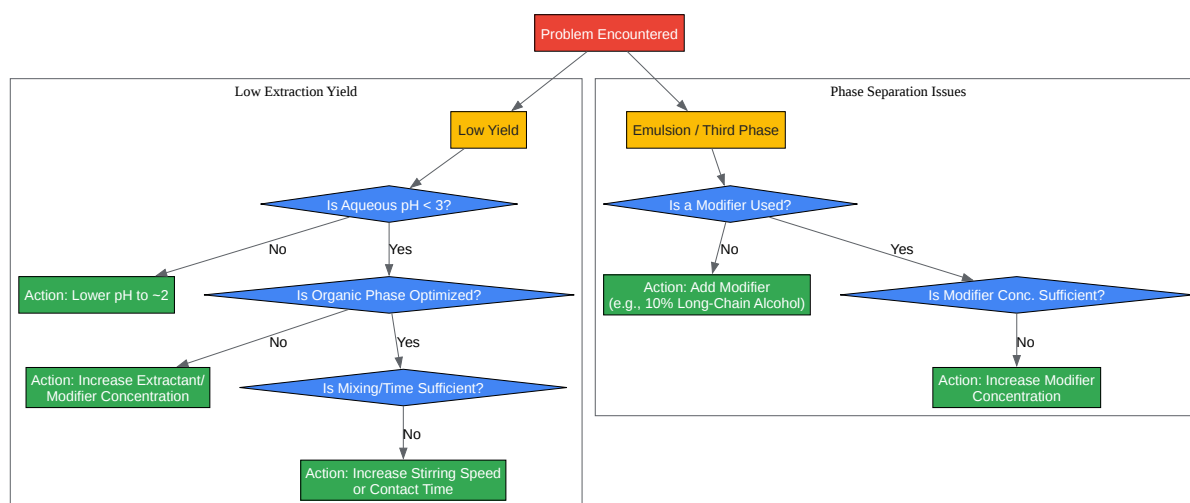 Problem Encountered
Low Extraction Yield
Phase Separation Issues
Low Yield
Emulsion / Third Phase
Is Aqueous pH < 3?
Is a Modifier Used?
No
Yes
No
Yes
Action: Lower pH to ~2
Is Organic Phase Optimized?
Action: Add Modifier
(e.g., 10% Long-Chain Alcohol)
Is Modifier Conc. Sufficient?
No
Yes
No
Action: Increase Extractant/
Modifier Concentration
Is Mixing/Time Sufficient?
Action: Increase Modifier
Concentration
No
Action: Increase Stirring Speed
or Contact Time